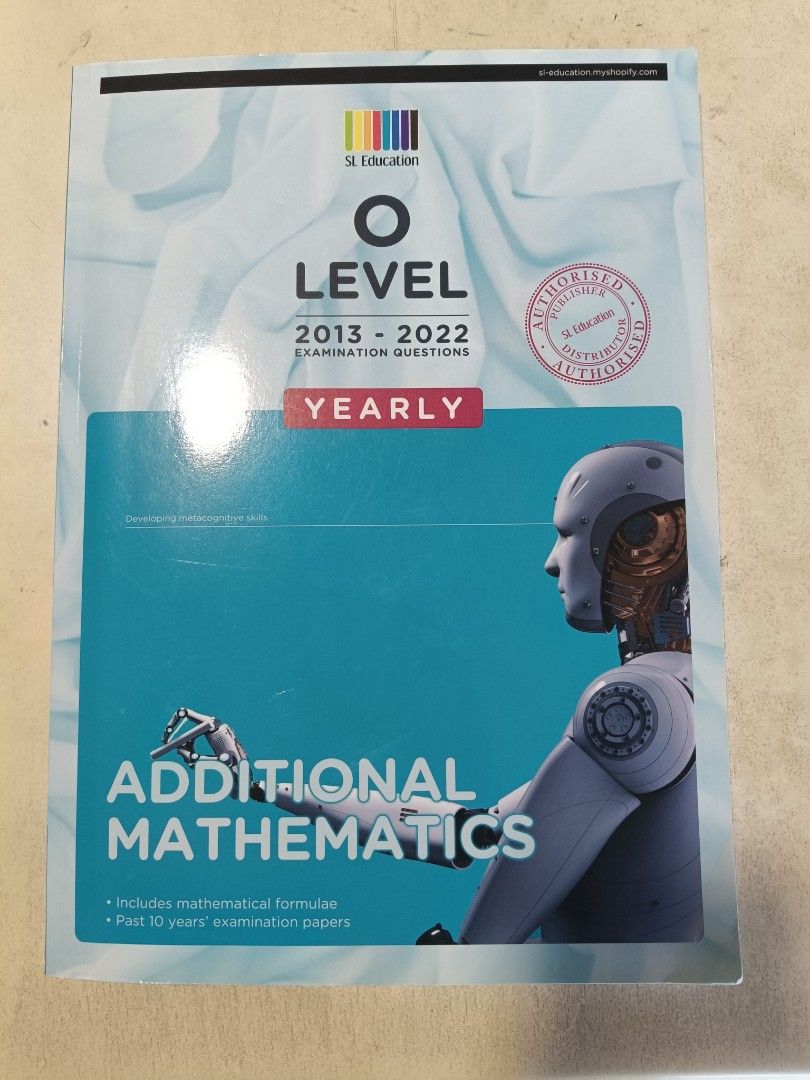 sl-education.myshopify.com
SL Education
O
LEVEL
2013 - 2022
EXAMINATION QUESTIONS
AUTHORISED
PUBLISHER
SL Education
DISTRIBUTOR
AUTHORISED
YEARLY
Developing metacognitive skills
ADDITIONAL
MATHEMATICS
• Includes mathematical formulae
• Past 10 years' examination papers